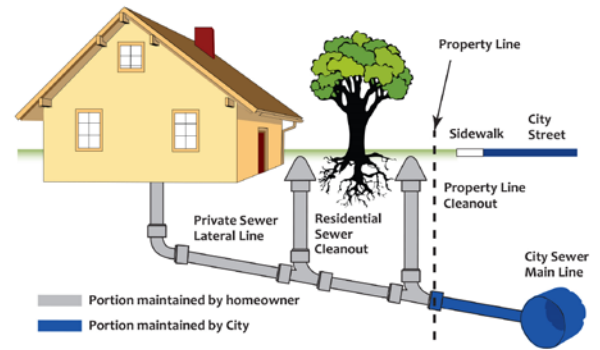 Property Line
Sidewalk
City
Street
Property Line
Cleanout
Private Sewer
Lateral Line
Residential
Sewer
Cleanout
City Sewer
Main Line
Portion maintained by homeowner
Portion maintained by City